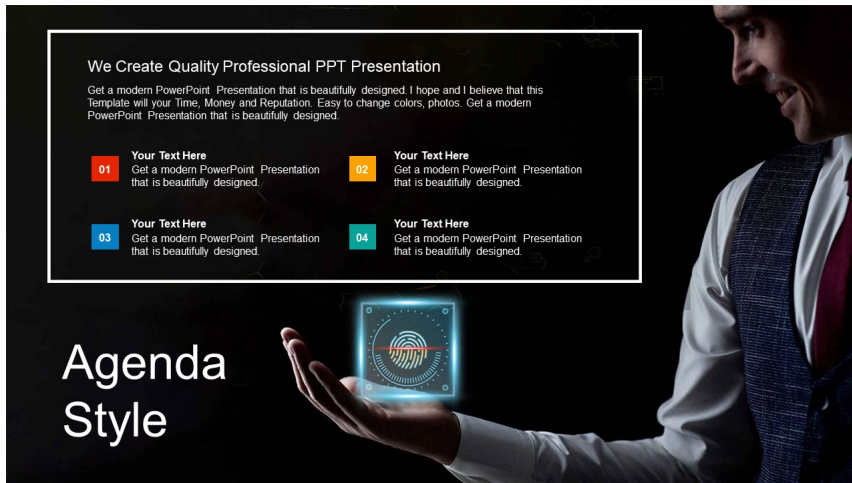 We Create Quality Professional PPT Presentation
Get a modern PowerPoint Presentation that is beautifully designed. I hope and I believe that this
Template will your Time, Money and Reputation. Easy to change colors, photos. Get a modern
PowerPoint Presentation that is beautifully designed.
01
Your Text Here
Get a modern PowerPoint Presentation
that is beautifully designed.
02
Your Text Here
Get a modern PowerPoint Presentation
that is beautifully designed.
03
Your Text Here
Get a modern PowerPoint Presentation
that is beautifully designed.
04
Your Text Here
Get a modern PowerPoint Presentation
that is beautifully designed.
Agenda
Style